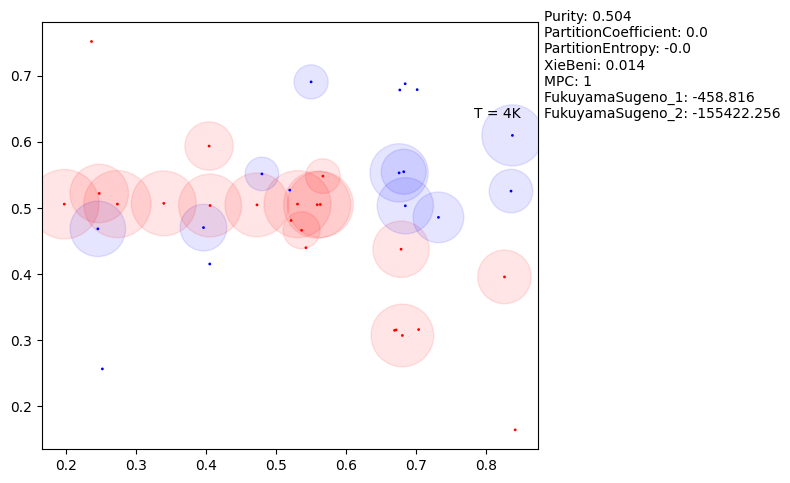 Purity: 0.504
PartitionCoefficient: 0.0
PartitionEntropy: -0.0
XieBeni: 0.014
MPC: 1
FukuyamaSugeno_1: -458.816
FukuyamaSugeno_2: -155422.256
T = 4K
0.7
0.6
0.5
0.4
0.3
0.2
0.2 0.3 0.4 0.5 0.6 0.7 0.8